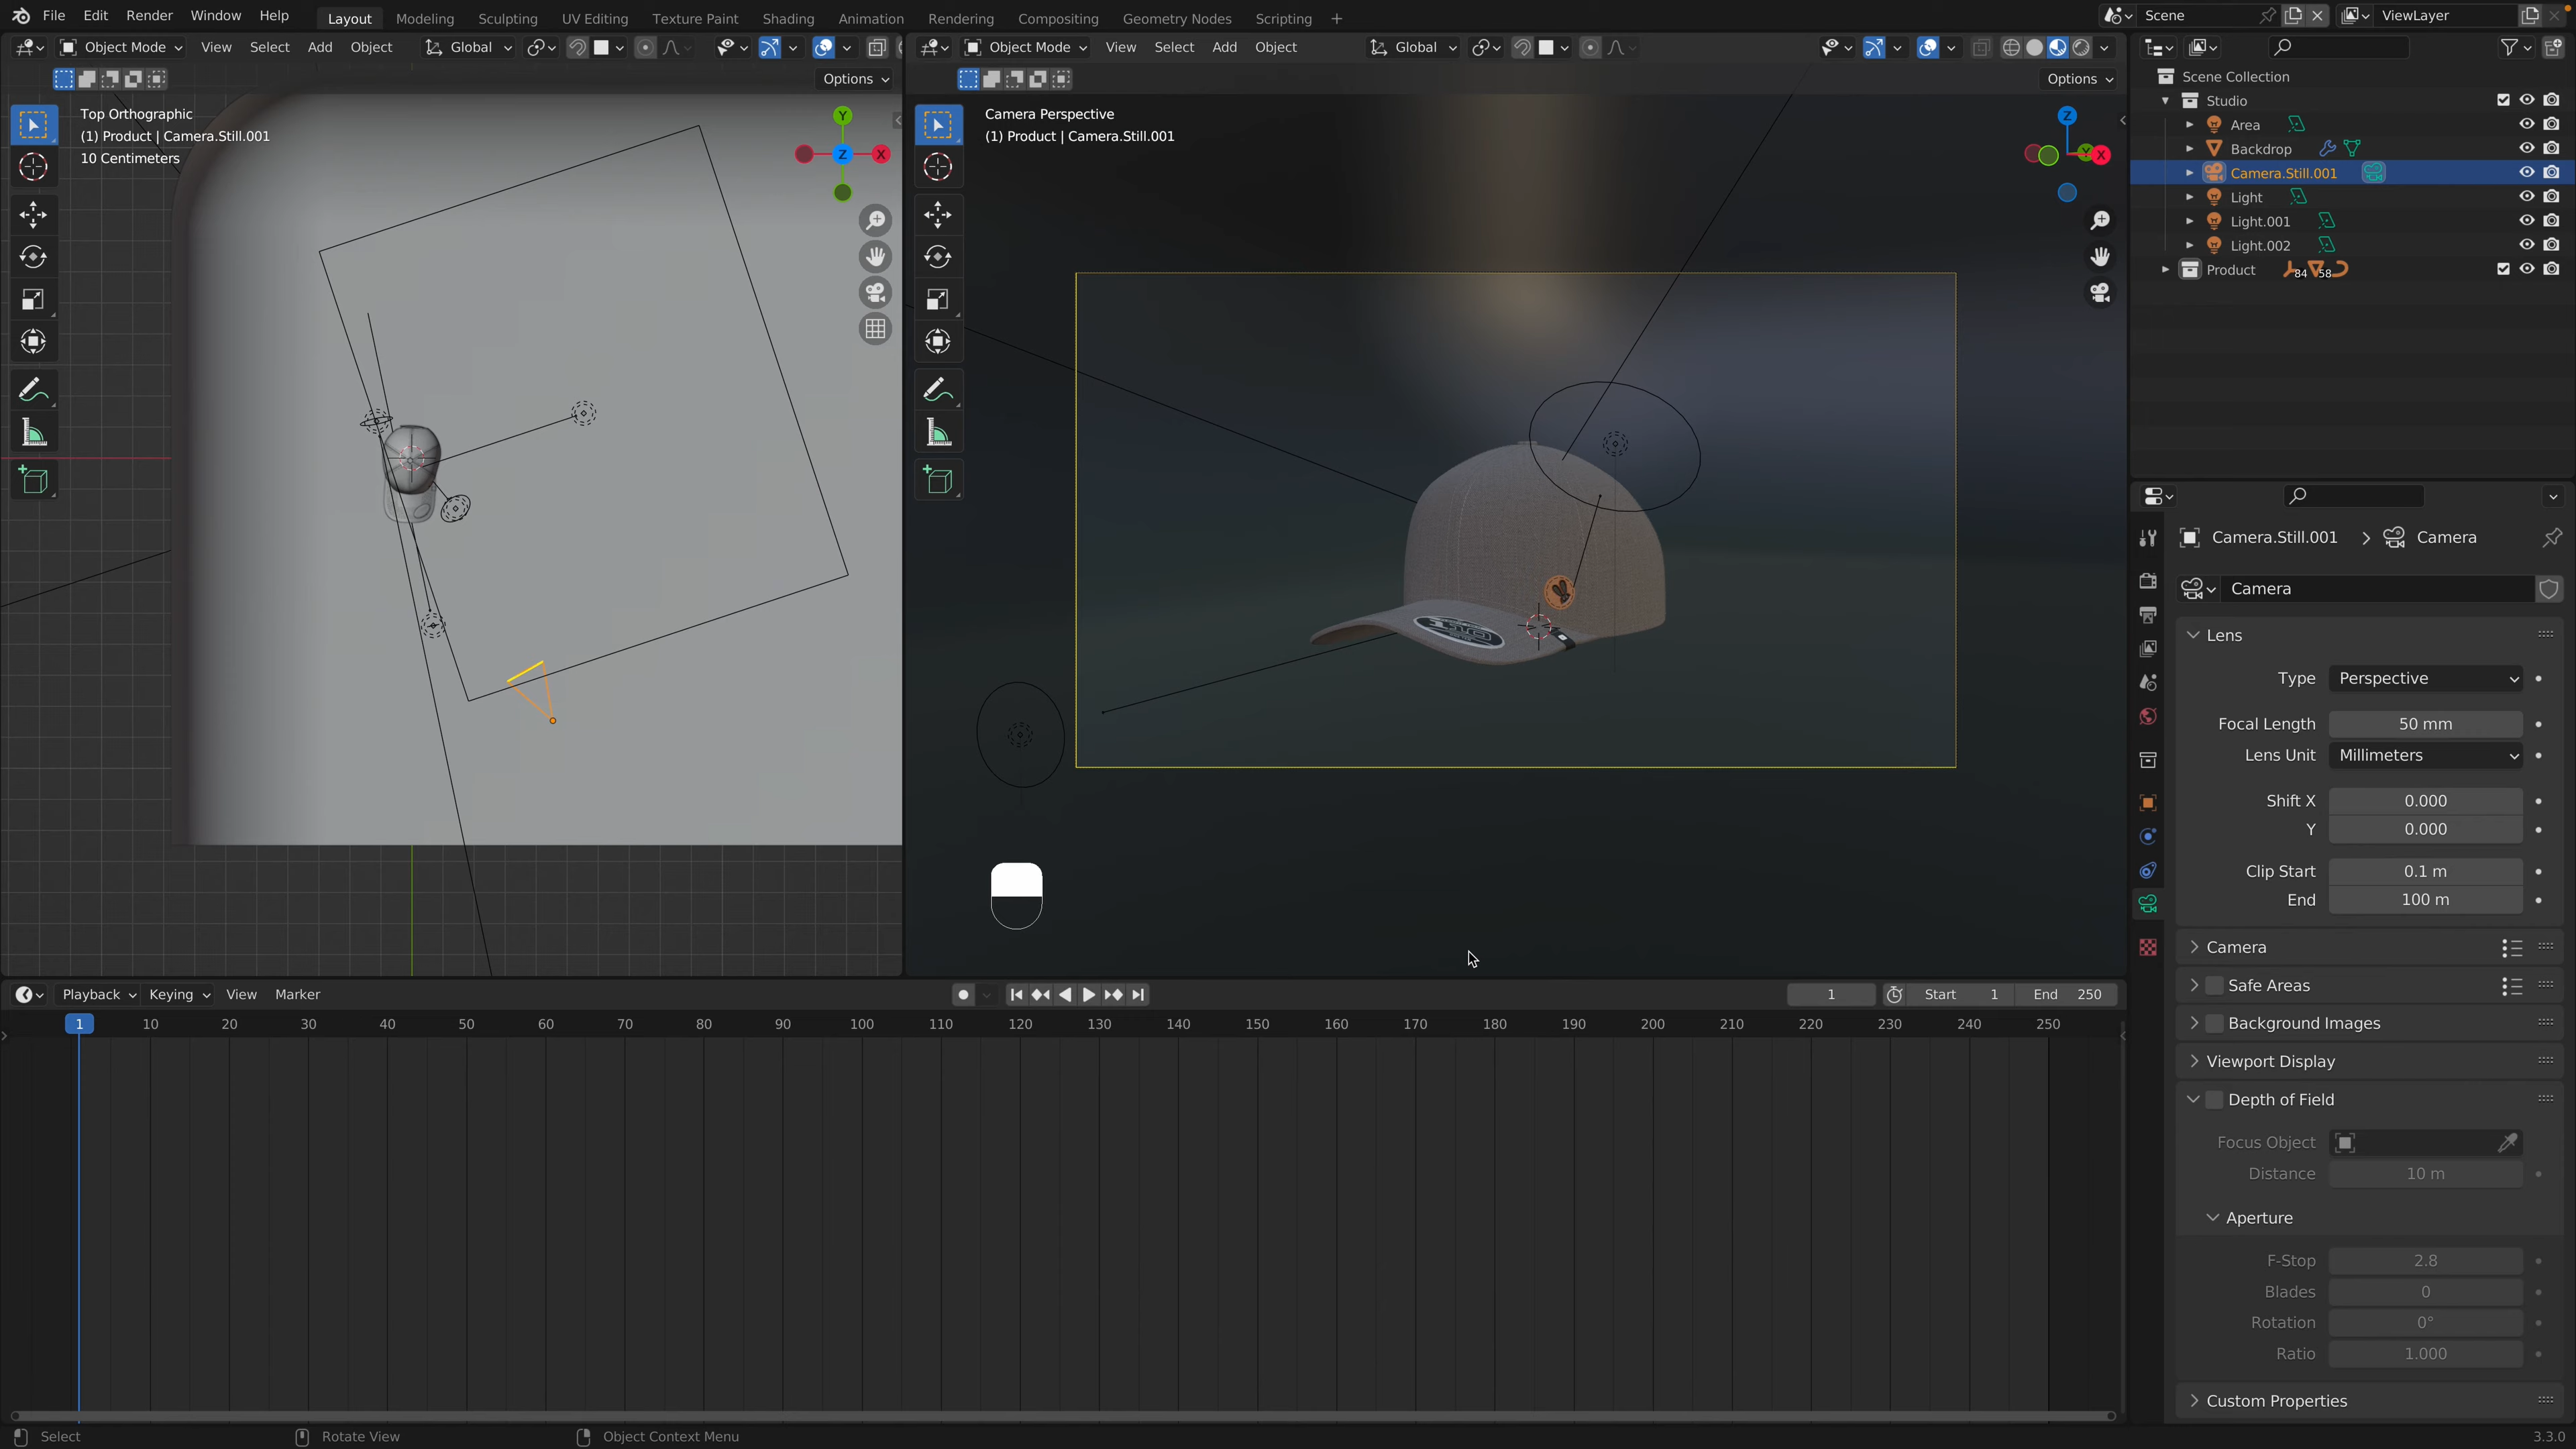 File Edit Render Window Help Layout Modeling Sculpting UV Editing Texture Paint Shading Animation Rendering Compositing Geometry Nodes Scripting + Scene ViewLayer
Object Mode View Select Add Object Global
Options
Top Orthographic
(1) Product | Camera.Still.001
10 Centimeters
Y
Z
X
Object Mode View Select Add Object Global
Options
Camera Perspective
(1) Product | Camera.Still.001
Z
Y
X
110
Scene Collection
Studio
Area
Backdrop
Camera.Still.001
Light
Light.001
Light.002
Product 84 58
Camera.Still.001 > Camera
Camera
Lens
Type Perspective
Focal Length 50 mm
Lens Unit Millimeters
Shift X 0.000
Y 0.000
Clip Start 0.1 m
End 100 m
Camera
Safe Areas
Background Images
Viewport Display
Depth of Field
Focus Object
Distance 10 m
Aperture
F-Stop 2.8
Blades 0
Rotation 0°
Ratio 1.000
Custom Properties
Playback Keying View Marker 1 Start 1 End 250
1 10 20 30 40 50 60 70 80 90 100 110 120 130 140 150 160 170 180 190 200 210 220 230 240 250
Select Rotate View Object Context Menu 3.3.0